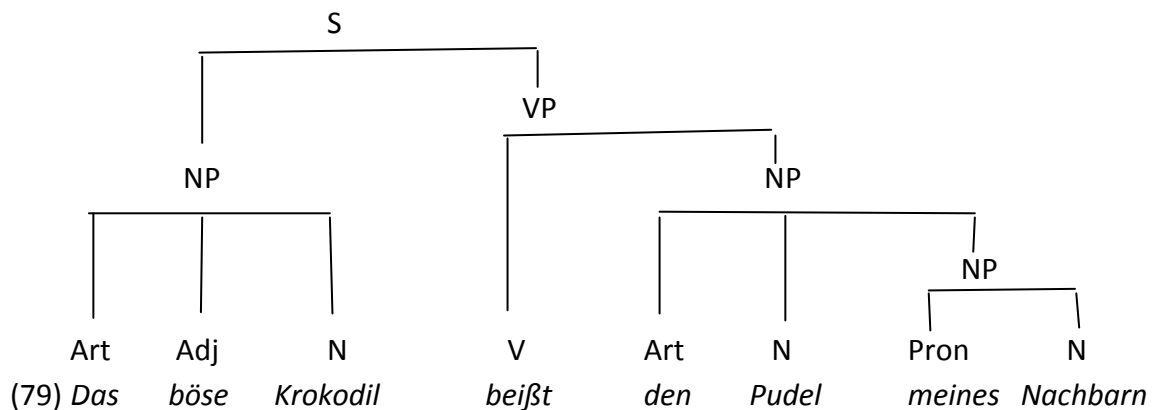 S
VP
NP NP
NP
Art Adj N V Art N Pron N
(79) Das böse Krokodil beißt den Pudel meines Nachbarn